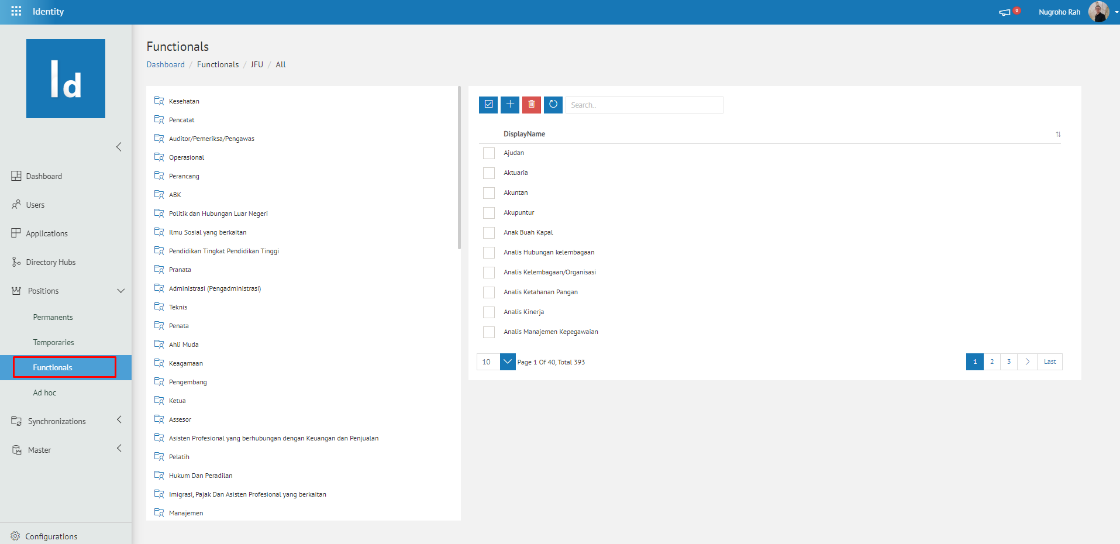 Identity
Nugroho Rah
Id
Dashboard
Users
Applications
Directory Hubs
Positions
Permanents
Temporaries
Functionals
Ad hoc
Synchronizations
Master
Configurations
Functionals
Dashboard / Functionals / JFU / All
Kesehatan
Pencatat
Auditor/Pemeriksa/Pengawas
Operasional
Perancang
ABK
Politik dan Hubungan Luar Negeri
Ilmu Sosial yang berkaitan
Pendidikan Tingkat Pendidikan Tinggi
Pranata
Administrasi (Pengadministrasi)
Teknis
Penata
Ahli Muda
Keagamaan
Pengembang
Ketua
Assesor
Asisten Profesional yang berhubungan dengan Keuangan dan Penjualan
Pelatih
Hukum Dan Peradilan
Imigrasi, Pajak Dan Asisten Profesional yang berkaitan
Manajemen
Search..
DisplayName
Ajudan
Aktuaria
Akuntan
Akupuntur
Anak Buah Kapal
Analis Hubungan kelembagaan
Analis Kelembagaan/Organisasi
Analis Ketahanan Pangan
Analis Kinerja
Analis Manajemen Kepegawaian
10 Page 1 Of 40, Total 393
1 2 3 > Last